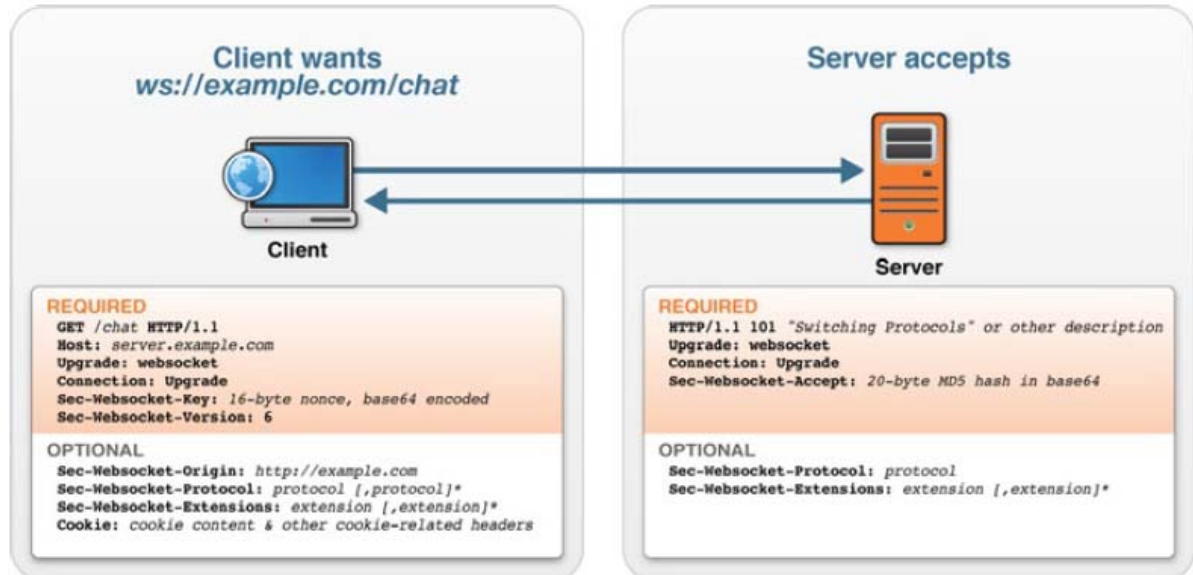 Client wants
ws://example.com/chat
Client
REQUIRED
GET /chat HTTP/1.1
Host: server.example.com
Upgrade: websocket
Connection: Upgrade
Sec-Websocket-Key: 16-byte nonce, base64 encoded
Sec-Websocket-Version: 6
OPTIONAL
Sec-Websocket-Origin: http://example.com
Sec-Websocket-Protocol: protocol [,protocol]*
Sec-Websocket-Extensions: extension [,extension]*
Cookie: cookie content & other cookie-related headers
Server accepts
Server
REQUIRED
HTTP/1.1 101 "Switching Protocols" or other description
Upgrade: websocket
Connection: Upgrade
Sec-Websocket-Accept: 20-byte MD5 hash in base64
OPTIONAL
Sec-Websocket-Protocol: protocol
Sec-Websocket-Extensions: extension [,extension]*